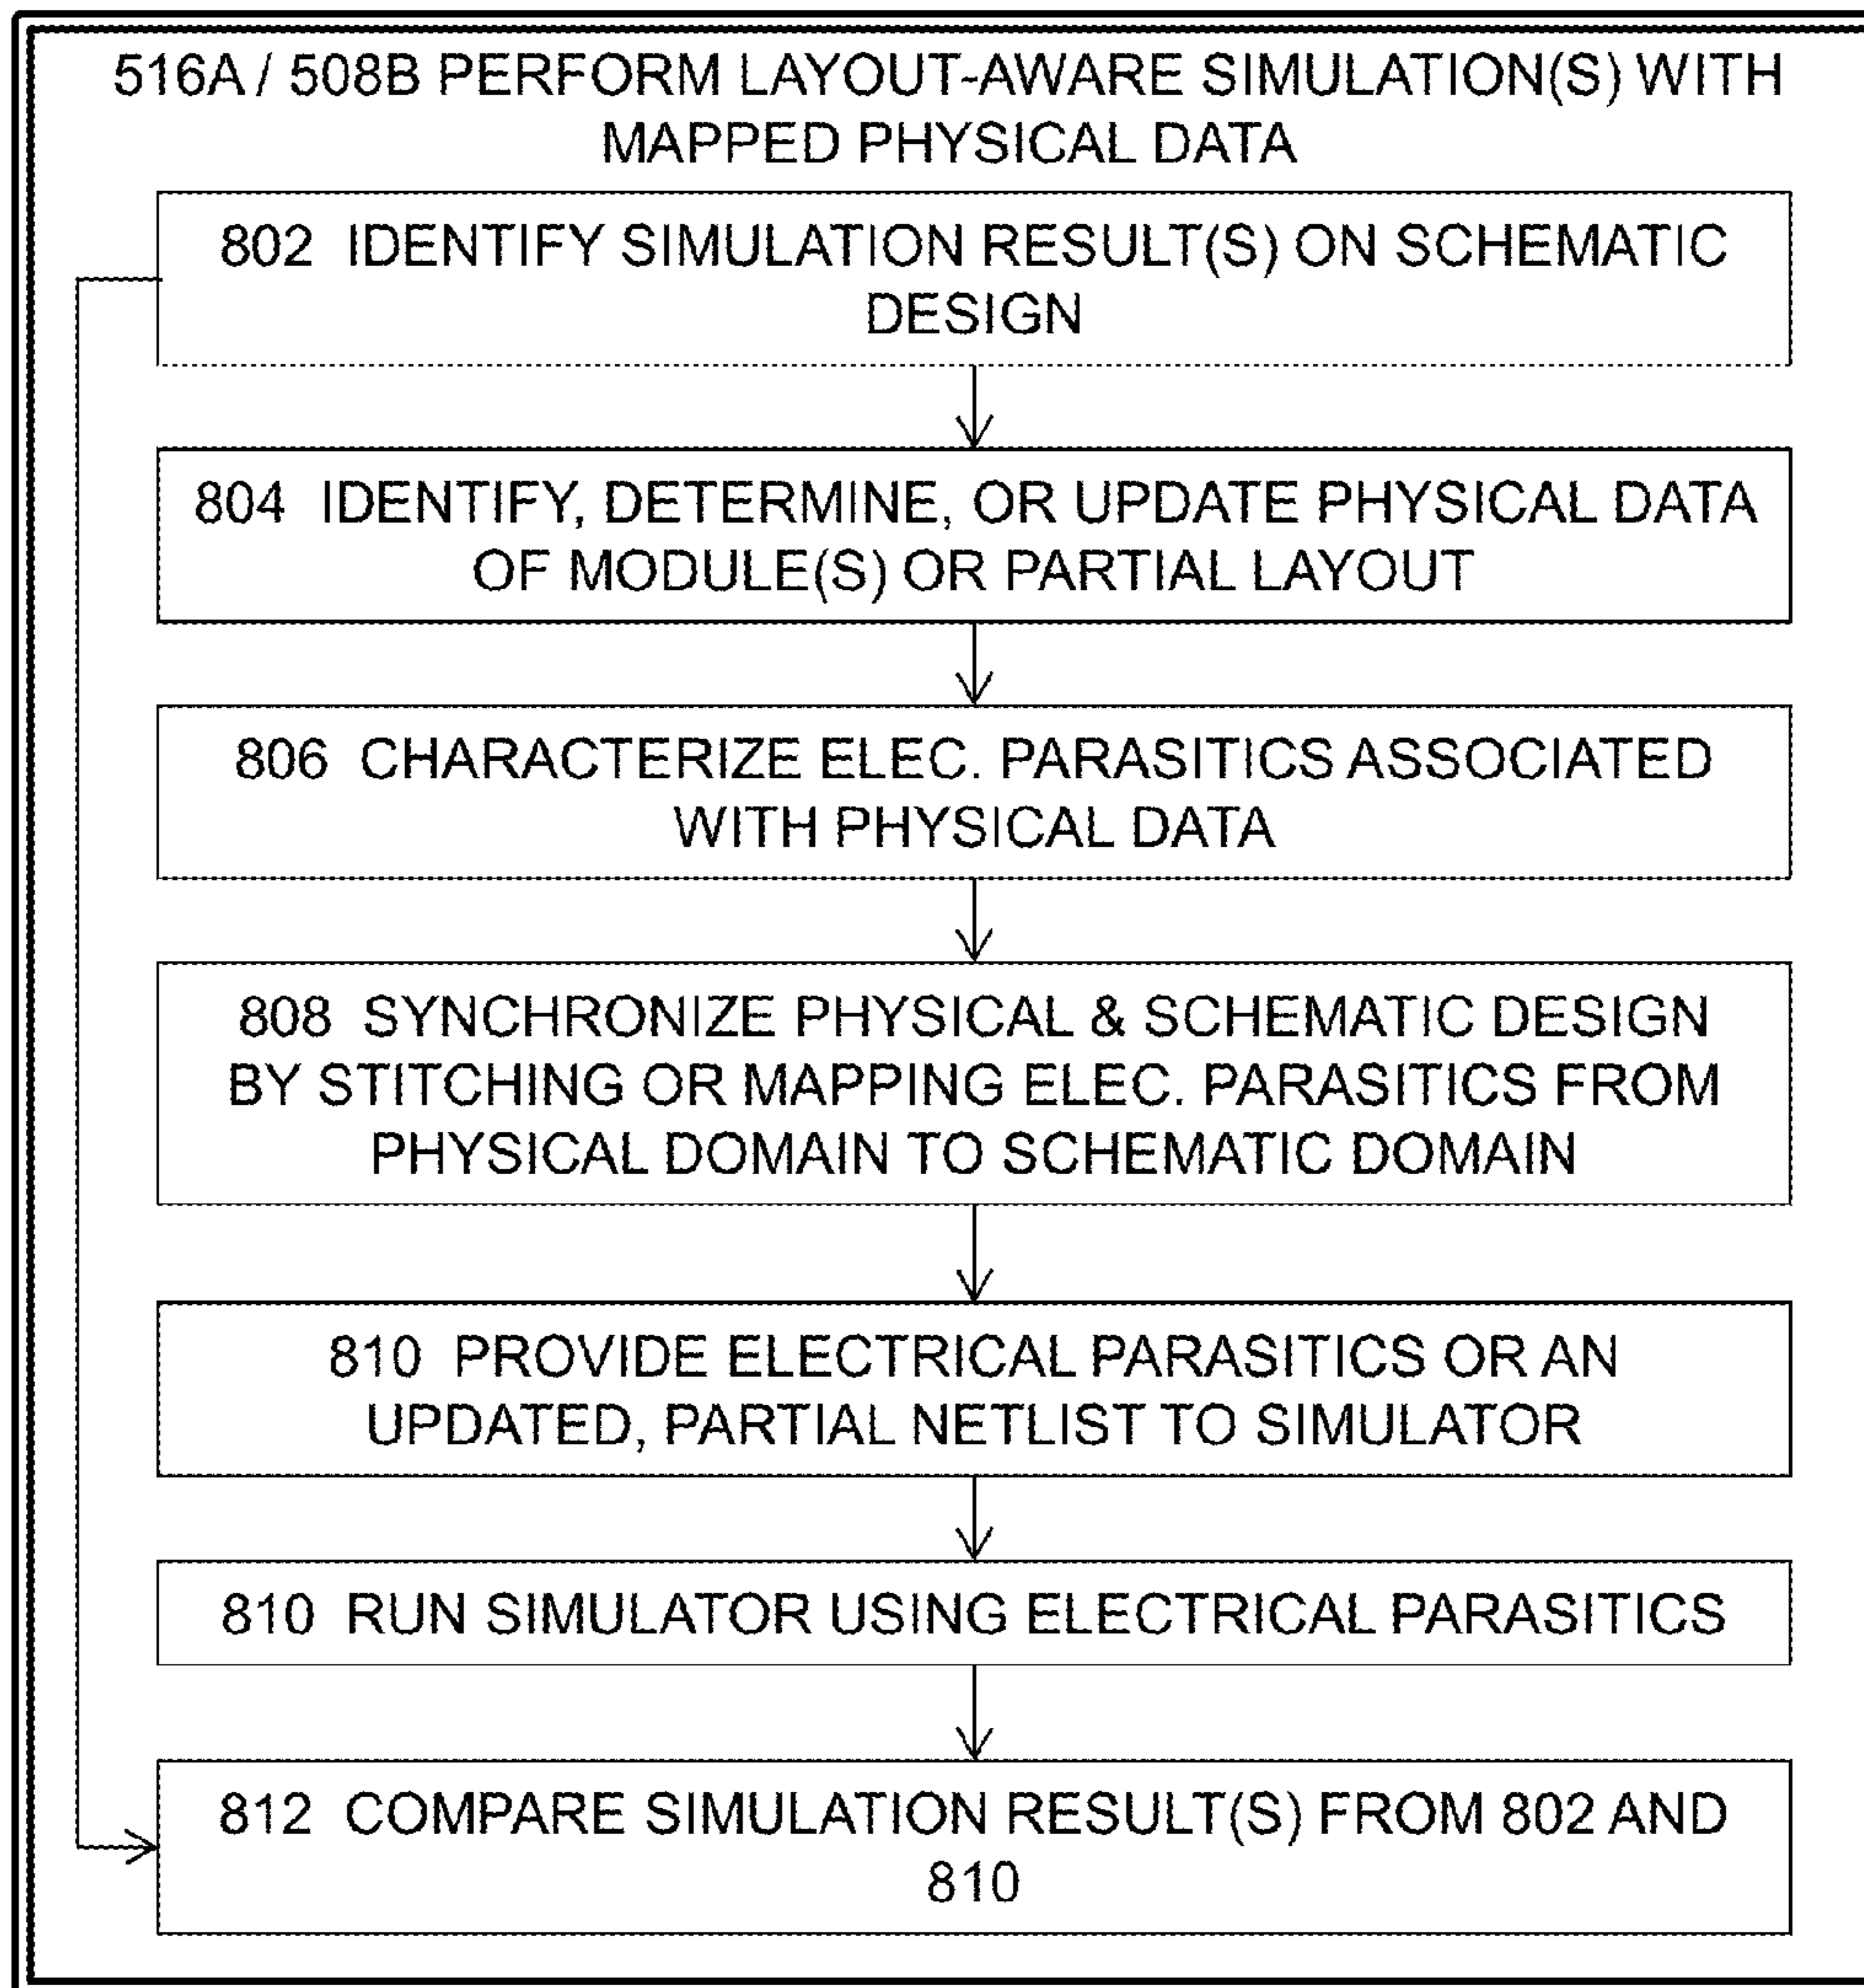 516A / 508B PERFORM LAYOUT-AWARE SIMULATION(S) WITH
MAPPED PHYSICAL DATA
802 IDENTIFY SIMULATION RESULT(S) ON SCHEMATIC
DESIGN
804 IDENTIFY, DETERMINE, OR UPDATE PHYSICAL DATA
OF MODULE(S) OR PARTIAL LAYOUT
806 CHARACTERIZE ELEC. PARASITICS ASSOCIATED
WITH PHYSICAL DATA
808 SYNCHRONIZE PHYSICAL & SCHEMATIC DESIGN
BY STITCHING OR MAPPING ELEC. PARASITICS FROM
PHYSICAL DOMAIN TO SCHEMATIC DOMAIN
810 PROVIDE ELECTRICAL PARASITICS OR AN
UPDATED, PARTIAL NETLIST TO SIMULATOR
810 RUN SIMULATOR USING ELECTRICAL PARASITICS
812 COMPARE SIMULATION RESULT(S) FROM 802 AND
810